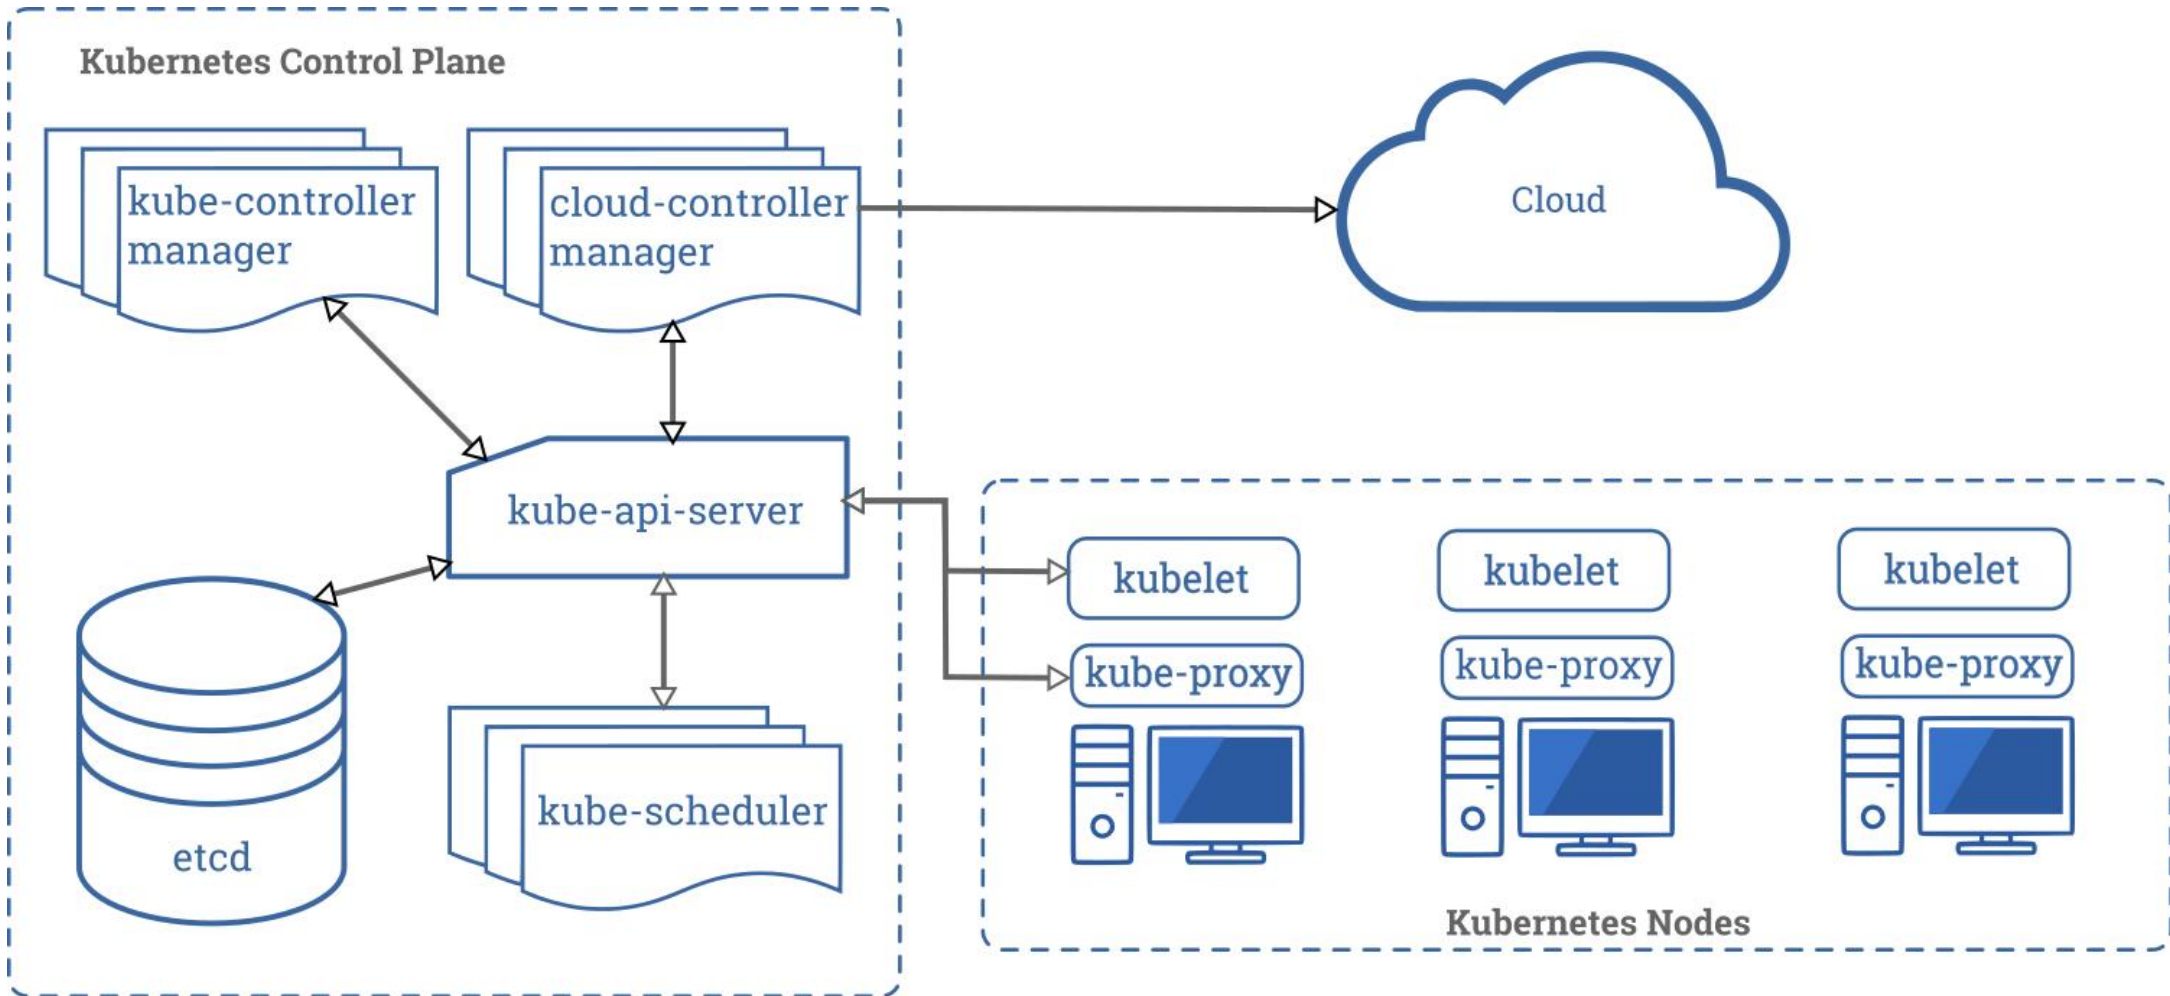 Kubernetes Control Plane
kube-controller
manager
cloud-controller
manager
Cloud
kube-api-server
etcd
kube-scheduler
kubelet
kube-proxy
kubelet
kube-proxy
kubelet
kube-proxy
Kubernetes Nodes